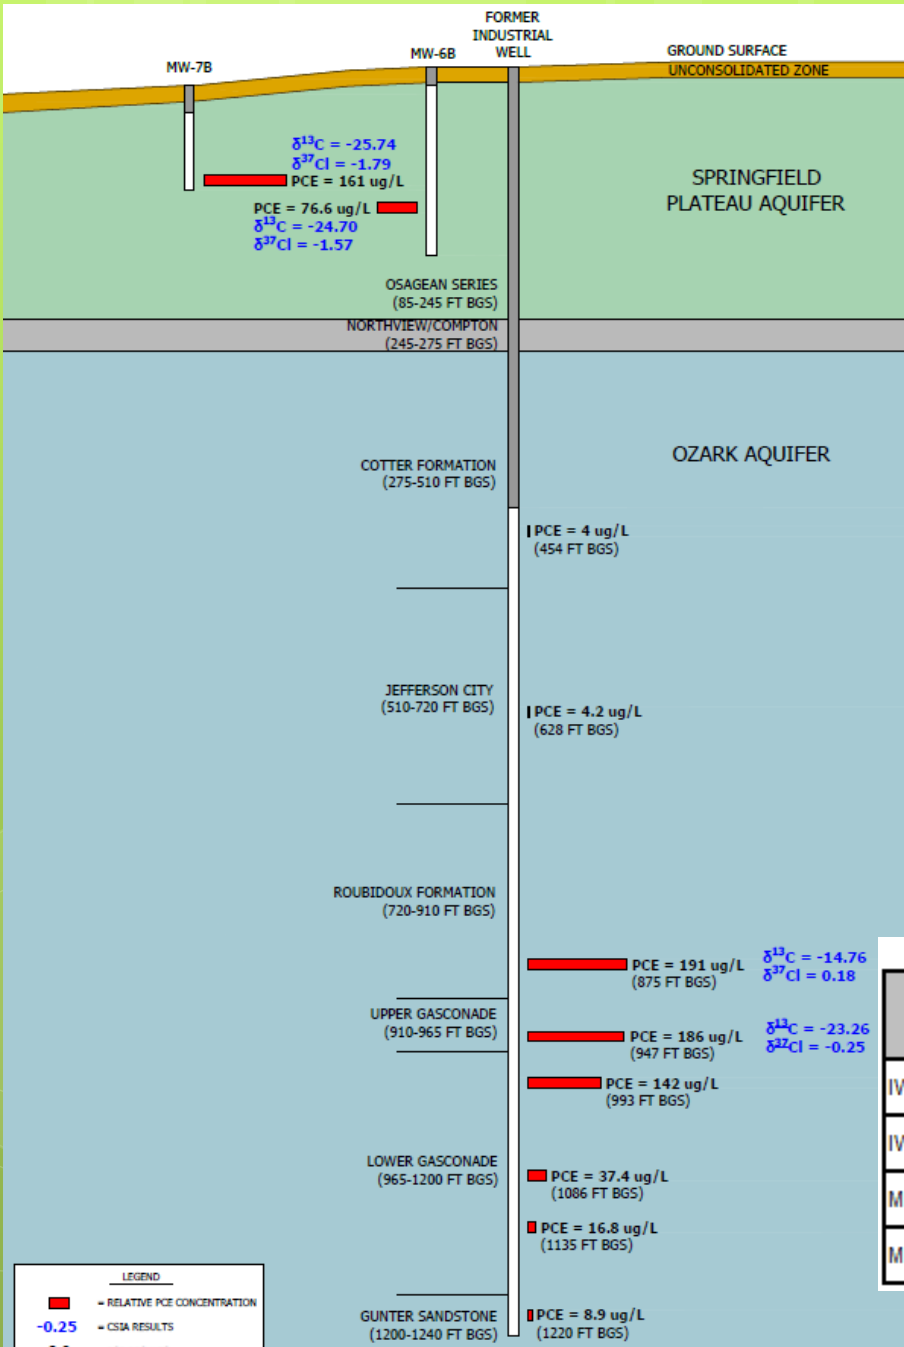 FORMER
INDUSTRIAL
WELL
MW-7B
MW-6B
GROUND SURFACE
UNCONSOLIDATED ZONE
δ¹³C = -25.74
δ³⁷Cl = -1.79
PCE = 161 ug/L
PCE = 76.6 ug/L
δ¹³C = -24.70
δ³⁷Cl = -1.57
SPRINGFIELD
PLATEAU AQUIFER
OSAGEAN SERIES
(85-245 FT BGS)
NORTHVIEW/COMPTON
(245-275 FT BGS)
OZARK AQUIFER
COTTER FORMATION
(275-510 FT BGS)
PCE = 4 ug/L
(454 FT BGS)
JEFFERSON CITY
(510-720 FT BGS)
PCE = 4.2 ug/L
(628 FT BGS)
ROUBIDOUX FORMATION
(720-910 FT BGS)
PCE = 191 ug/L
(875 FT BGS)
δ¹³C = -14.76
δ³⁷Cl = 0.18
UPPER GASCONADE
(910-965 FT BGS)
PCE = 186 ug/L
(947 FT BGS)
δ¹³C = -23.26
δ³⁷Cl = -0.25
PCE = 142 ug/L
(993 FT BGS)
LOWER GASCONADE
(965-1200 FT BGS)
PCE = 37.4 ug/L
(1086 FT BGS)
PCE = 16.8 ug/L
(1135 FT BGS)
GUNTER SANDSTONE
(1200-1240 FT BGS)
PCE = 8.9 ug/L
(1220 FT BGS)
LEGEND
= RELATIVE PCE CONCENTRATION
-0.25 = CSIA RESULTS